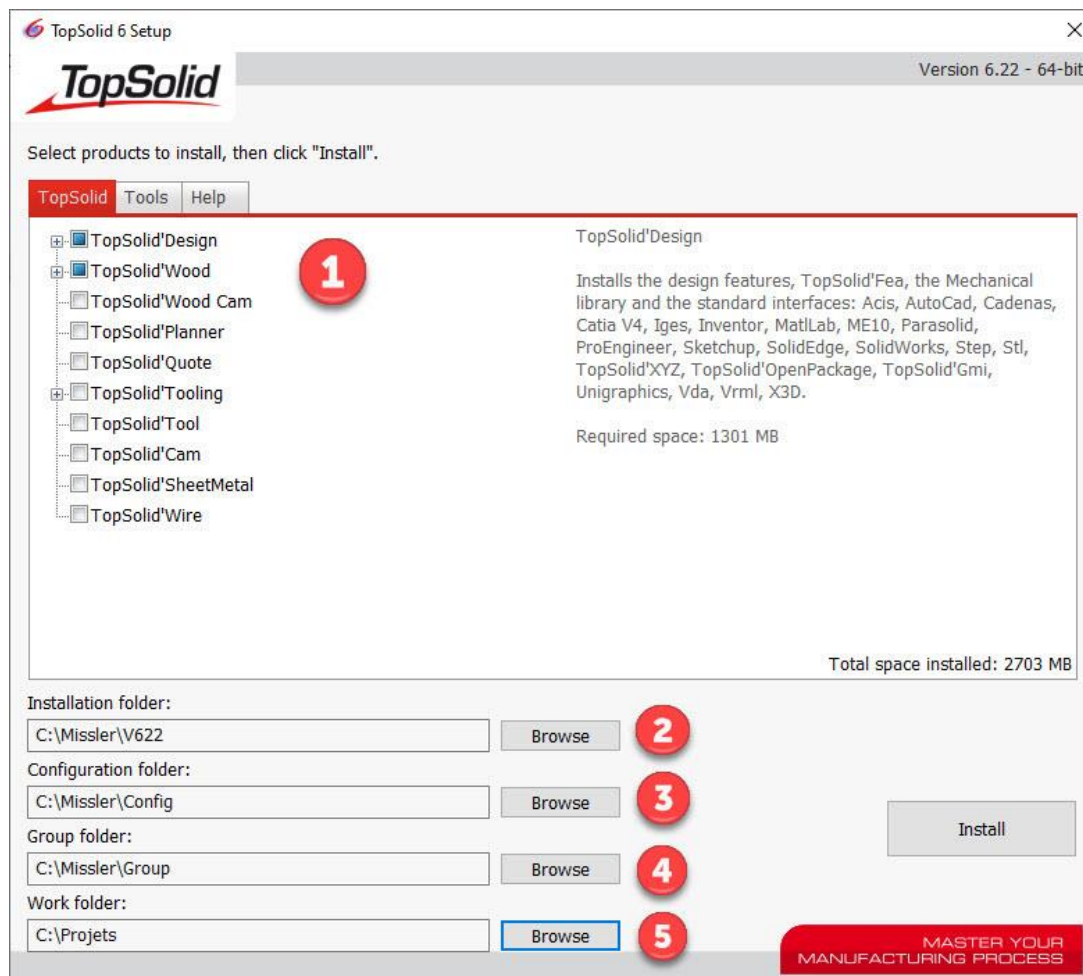 TopSolid 6 Setup
TopSolid
Version 6.22 - 64-bit
Select products to install, then click "Install".
TopSolid Tools Help
TopSolid'Design
TopSolid'Wood
TopSolid'Wood Cam
TopSolid'Planner
TopSolid'Quote
TopSolid'Tooling
TopSolid'Tool
TopSolid'Cam
TopSolid'SheetMetal
TopSolid'Wire
1
TopSolid'Design
Installs the design features, TopSolid'Fea, the Mechanical
library and the standard interfaces: Acis, AutoCad, Cadenas,
Catia V4, Iges, Inventor, MatlLab, ME10, Parasolid,
ProEngineer, Sketchup, SolidEdge, SolidWorks, Step, Stl,
TopSolid'XYZ, TopSolid'OpenPackage, TopSolid'Gmi,
Unigraphics, Vda, Vrml, X3D.
Required space: 1301 MB
Total space installed: 2703 MB
Installation folder:
C:\Missler\V622 Browse 2
Configuration folder:
C:\Missler\Config Browse 3
Group folder:
C:\Missler\Group Browse 4
Work folder:
C:\Projets Browse 5
Install
MASTER YOUR
MANUFACTURING PROCESS